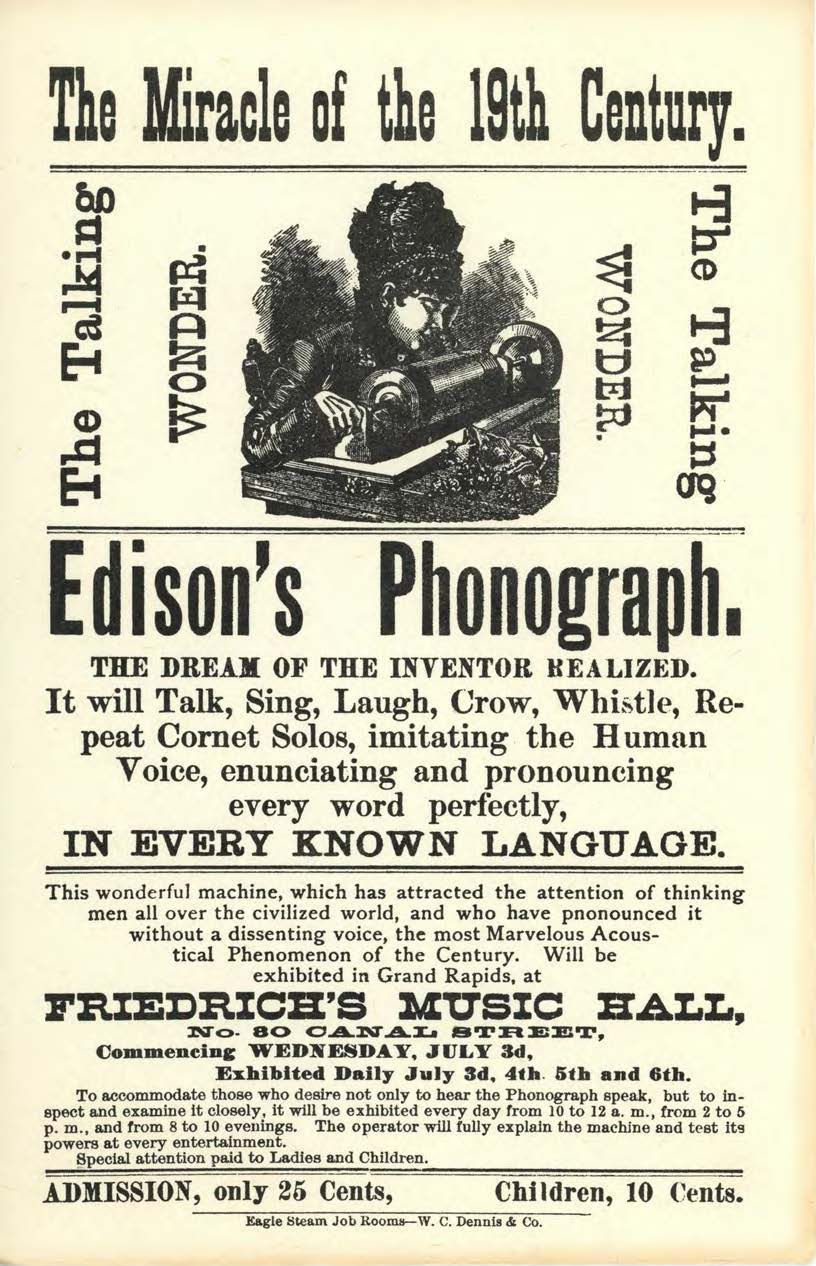 The Miracle of the 19th Century.
The Talking
WONDER.
WONDER.
The Talking
Edison's Phonograph.
THE DREAM OF THE INVENTOR REALIZED.
It will Talk, Sing, Laugh, Crow, Whistle, Re-
peat Cornet Solos, imitating the Human
Voice, enunciating and pronouncing
every word perfectly,
IN EVERY KNOWN LANGUAGE.
This wonderful machine, which has attracted the attention of thinking
men all over the civilized world, and who have pnonounced it
without a dissenting voice, the most Marvelous Acous-
tical Phenomenon of the Century. Will be
exhibited in Grand Rapids, at
FRIEDRICH'S MUSIC HALL,
No. 80 CANAL STREET,
Commencing WEDNESDAY, JULY 3d,
Exhibited Daily July 3d, 4th. 5th and 6th.
To accommodate those who desire not only to hear the Phonograph speak, but to in-
spect and examine it closely, it will be exhibited every day from 10 to 12 a. m., from 2 to 5
p. m., and from 8 to 10 evenings. The operator will fully explain the machine and test its
powers at every entertainment.
Special attention paid to Ladies and Children.
ADMISSION, only 25 Cents, Children, 10 Cents.
Eagle Steam Job Rooms—W. C. Dennis & Co.